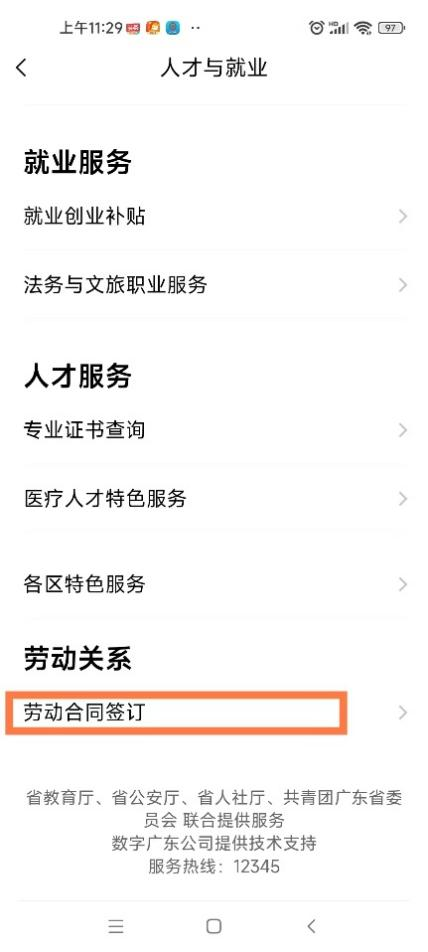 上午11:29
HD
97
人才与就业
就业服务
就业创业补贴
法务与文旅职业服务
人才服务
专业证书查询
医疗人才特色服务
各区特色服务
劳动关系
劳动合同签订
省教育厅、省公安厅、省人社厅、共青团广东省委
员会 联合提供服务
数字广东公司提供技术支持
服务热线：12345